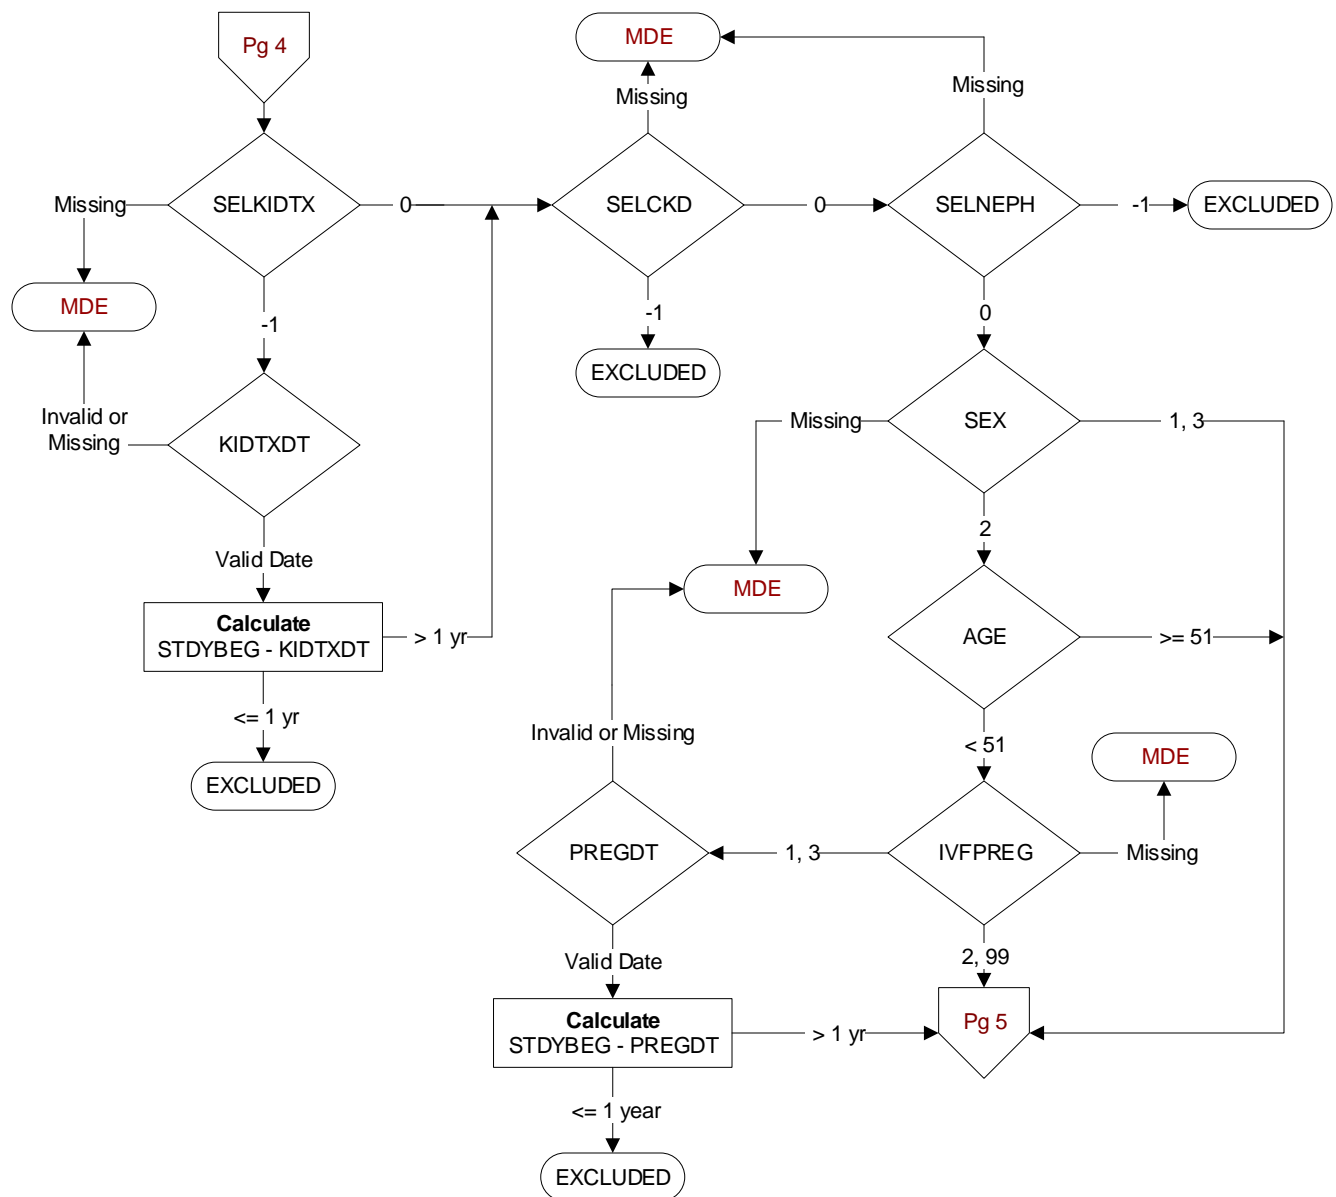 Pg 4
MDE
Missing
Missing
Missing
SELKIDTX
0
SELCKD
0
SELNEPH
-1
EXCLUDED
MDE
-1
-1
0
EXCLUDED
Invalid or
Missing
KIDTXDT
Missing
SEX
1, 3
2
Valid Date
Calculate
STDYBEG - KIDTXDT
> 1 yr
MDE
AGE
>= 51
<= 1 yr
EXCLUDED
Invalid or Missing
< 51
MDE
PREGDT
1, 3
IVFPREG
Missing
Valid Date
2, 99
Calculate
STDYBEG - PREGDT
> 1 yr
Pg 5
<= 1 year
EXCLUDED